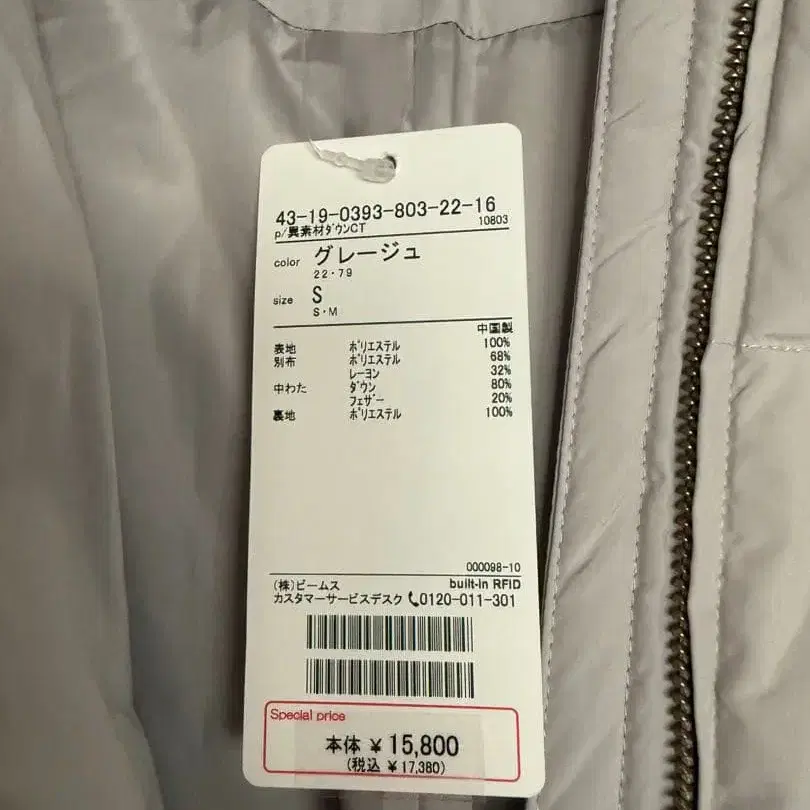 43-19-0393-803-22-16
p/異素材ﾀﾞｳﾝCT 10803
color グレージュ
22・79
size S
S・M
中国製
表地 ﾎﾟﾘｴｽﾃﾙ 100%
別布 ﾎﾟﾘｴｽﾃﾙ 68%
ﾚｰﾖﾝ 32%
中わた ﾀﾞｳﾝ 80%
ﾌｪｻﾞｰ 20%
裏地 ﾎﾟﾘｴｽﾃﾙ 100%
000098-10
(株)ビームス built-in RFID
カスタマーサービスデスク 0120-011-301
Special price
本体 ¥ 15,800
(税込 ¥ 17,380)